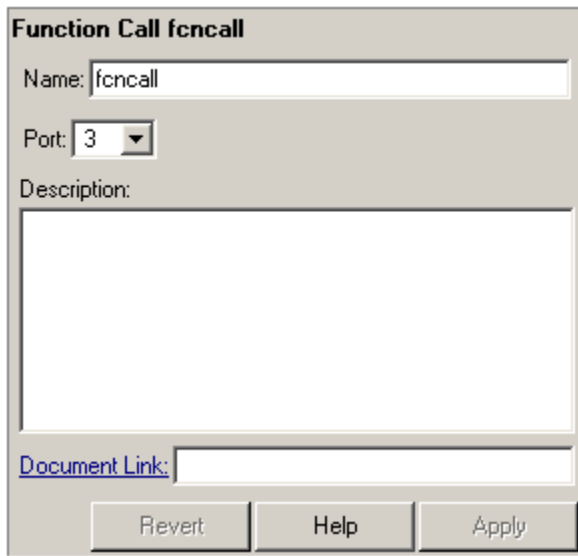 Function Call fcncall
Name: fcncall
Port: 3
Description:
Document Link:
Revert Help Apply